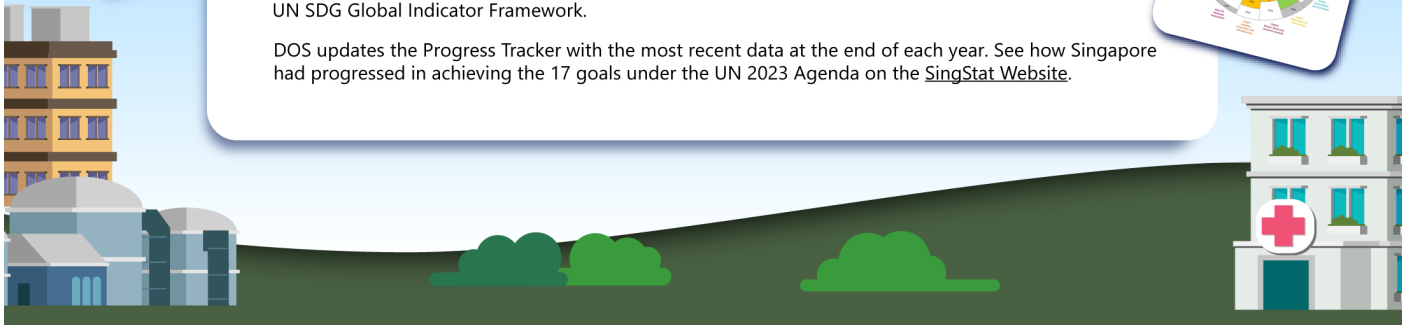 UN SDG Global Indicator Framework.
DOS updates the Progress Tracker with the most recent data at the end of each year. See how Singapore
had progressed in achieving the 17 goals under the UN 2023 Agenda on the SingStat Website.